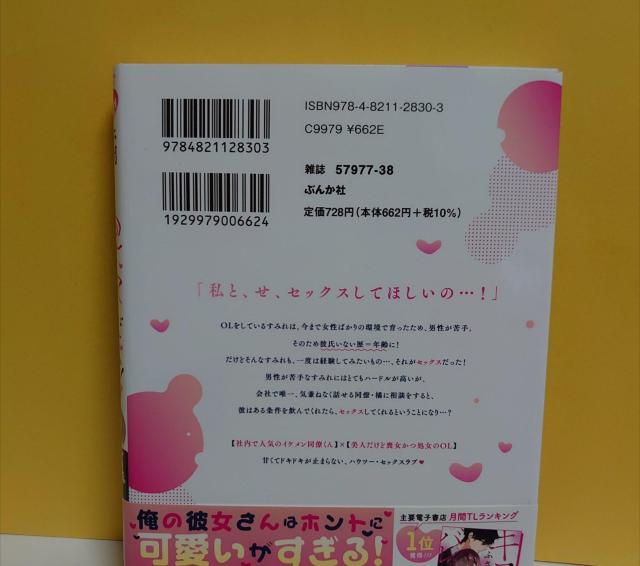 ISBN978-4-8211-2830-3
C9979 ¥662E
9784821128303
雑誌 57977-38
ぶんか社
1929979006624
定価728円(本体662円+税10%)
「私と、せ、セックスしてほしいの…!」
OLをしているすみれは、今まで女性ばかりの環境で育ったため、男性が苦手。
そのため彼氏いない歴=年齢に!
だけどそんなすみれも、一度は経験してみたいもの…、それがセックスだった!
男性が苦手なすみれにはとてもハードルが高いが、
会社で唯一、気兼ねなく話せる同僚・橘に相談をすると、
彼はある条件を飲んでくれたら、セックスしてくれるということになり…?
【社内で人気のイケメン同僚くん】×【美人だけど喪女かつ処女のOL】
甘くてドキドキが止まらない、ハウツー・セックスラブ♥
俺の彼女さんはホントに
可愛いがすぎる!
主要電子書店 月間TLランキング
1位
獲得!!!